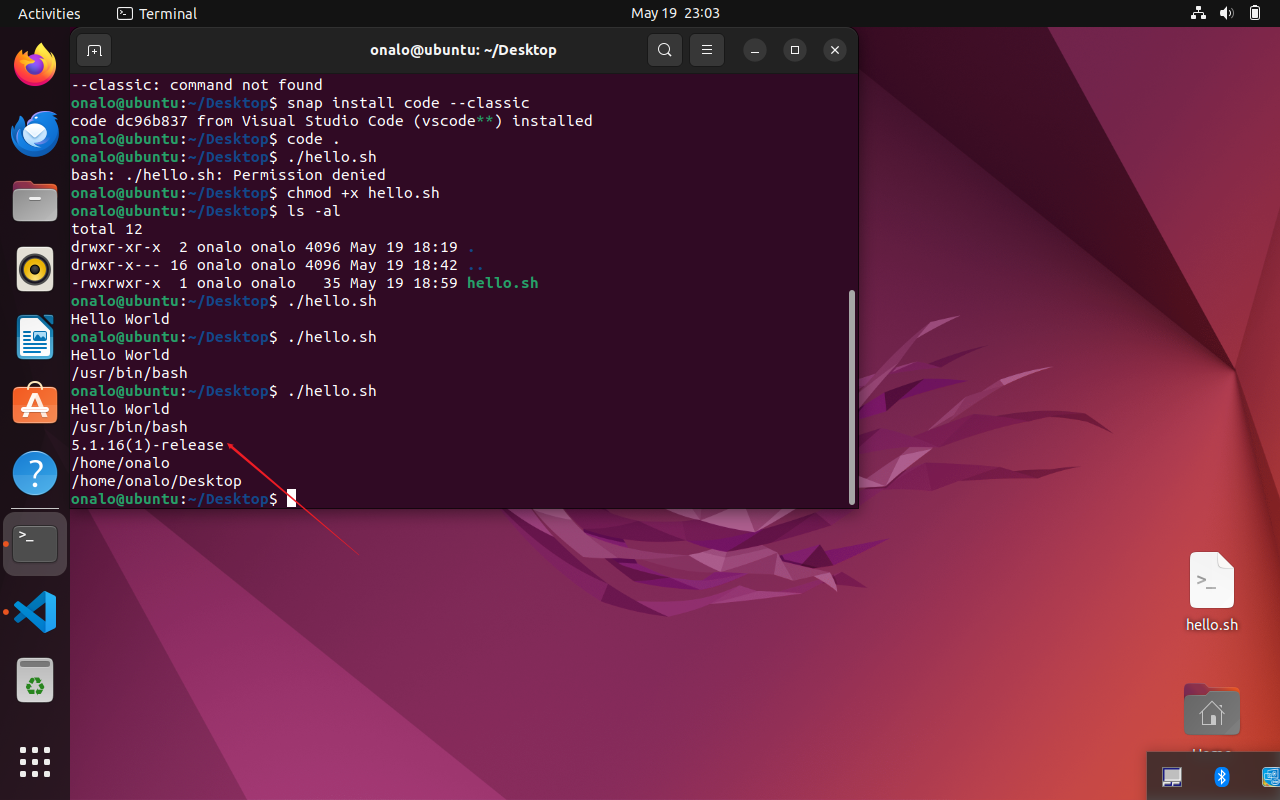 Activities
Terminal
May 19 23:03
onalo@ubuntu: ~/Desktop
--classic: command not found
onalo@ubuntu:~/Desktop$ snap install code --classic
code dc96b837 from Visual Studio Code (vscode**) installed
onalo@ubuntu:~/Desktop$ code .
onalo@ubuntu:~/Desktop$ ./hello.sh
bash: ./hello.sh: Permission denied
onalo@ubuntu:~/Desktop$ chmod +x hello.sh
onalo@ubuntu:~/Desktop$ ls -al
total 12
drwxr-xr-x  2 onalo onalo 4096 May 19 18:19 .
drwxr-x--- 16 onalo onalo 4096 May 19 18:42 ..
-rwxrwxr-x  1 onalo onalo   35 May 19 18:59 hello.sh
onalo@ubuntu:~/Desktop$ ./hello.sh
Hello World
onalo@ubuntu:~/Desktop$ ./hello.sh
Hello World
/usr/bin/bash
onalo@ubuntu:~/Desktop$ ./hello.sh
Hello World
/usr/bin/bash
5.1.16(1)-release
/home/onalo
/home/onalo/Desktop
onalo@ubuntu:~/Desktop$
hello.sh
Home